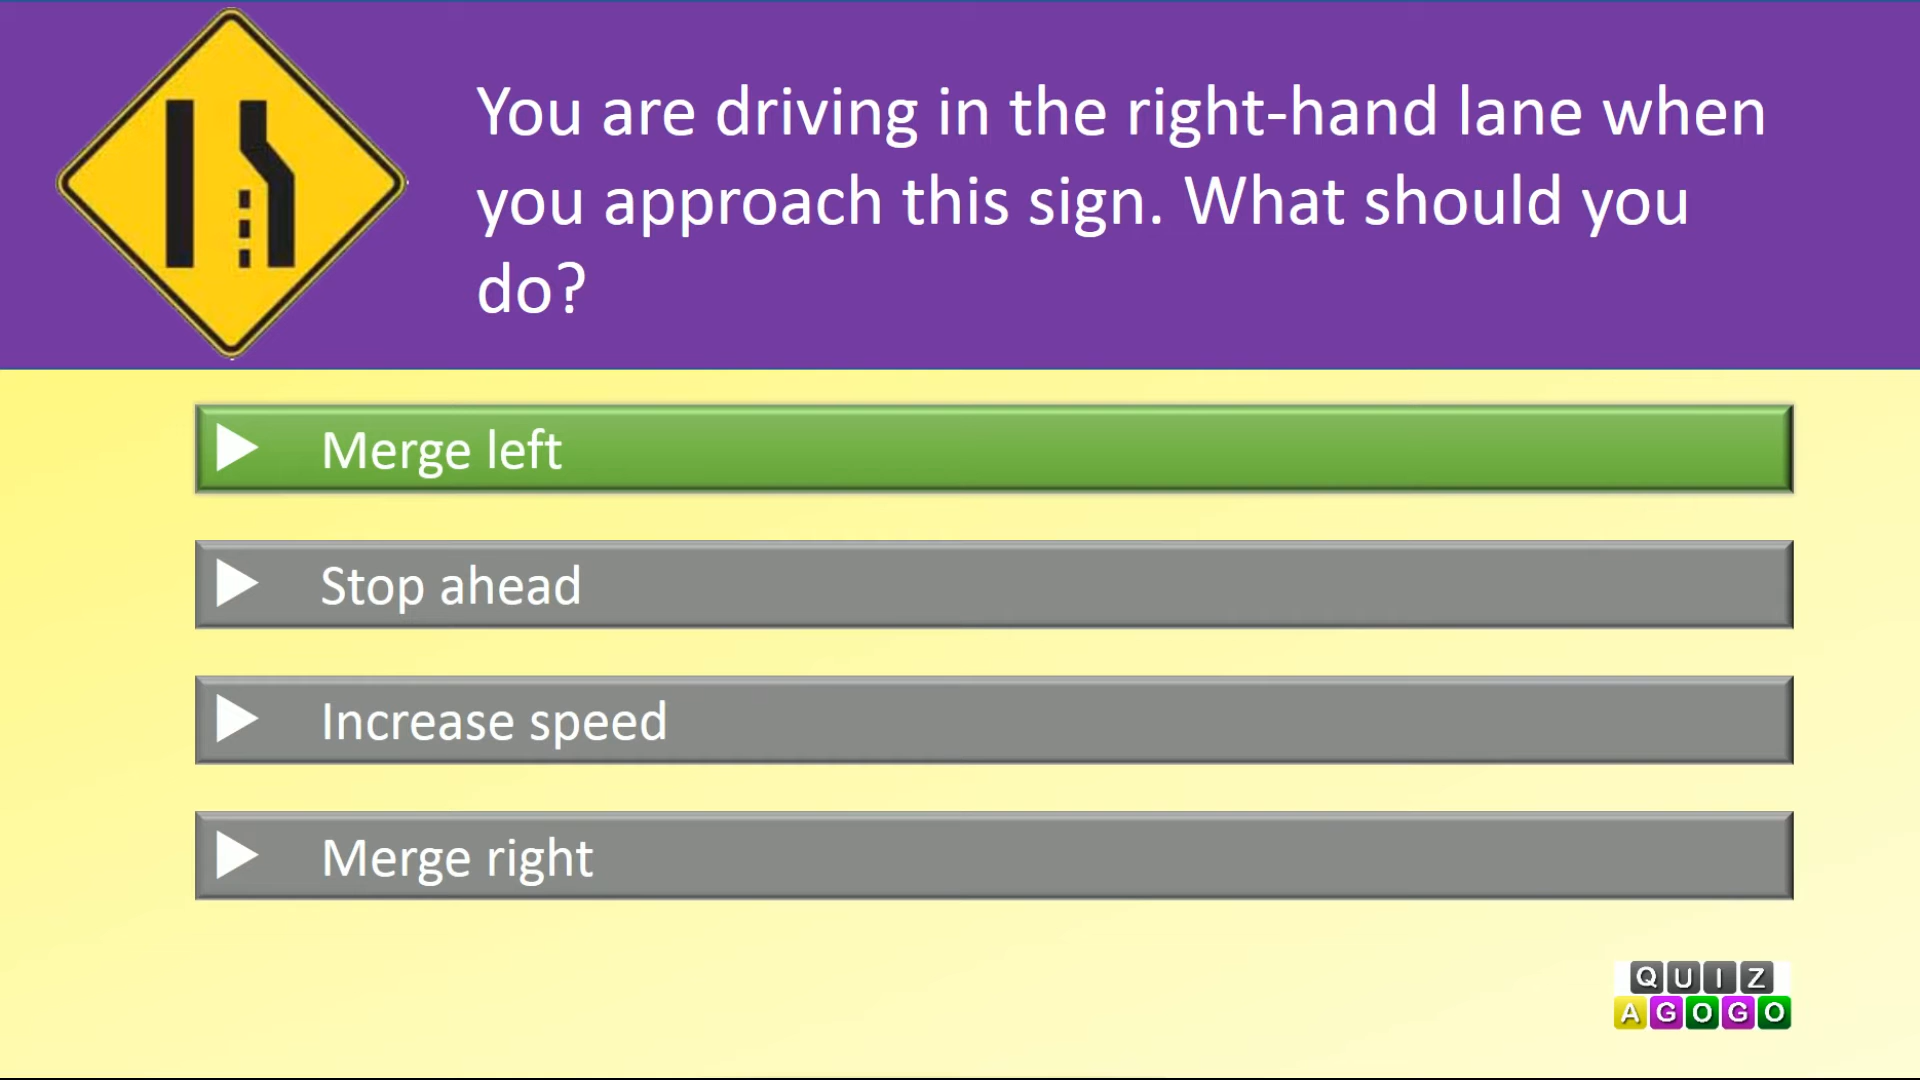 You are driving in the right-hand lane when
you approach this sign. What should you
do?
Merge left
Stop ahead
Increase speed
Merge right
QUIZ
AGOGO